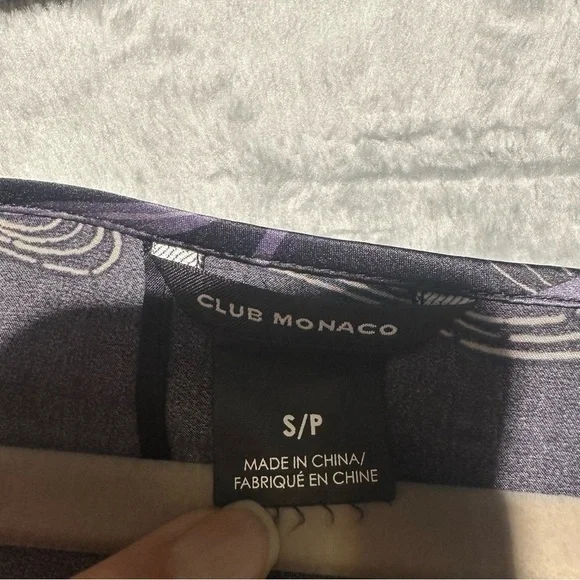 CLUB MONACO
S/P
MADE IN CHINA/
FABRIQUÉ EN CHINE